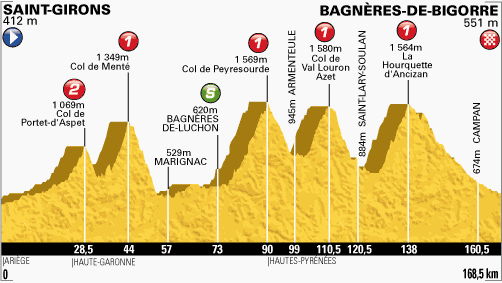 SAINT-GIRONS
412 m
BAGNÈRES-DE-BIGORRE
551 m
2
1 069m
Col de
Portet-d'Aspet
1
1 349m
Col de Menté
529m
MARIGNAC
S
620m
BAGNÈRES
DE-LUCHON
1
1 569m
Col de Peyresourde
945m ARMENTEULE
1
1 580m
Col de
Val Louron
Azet
884m SAINT-LARY-SOULAN
1
1 564m
La
Hourquette
d'Ancizan
674m CAMPAN
28,5 44 57 73 90 99 110,5 120,5 138 160,5
ARIÈGE HAUTE-GARONNE HAUTES-PYRÉNÉES
0 168,5 km